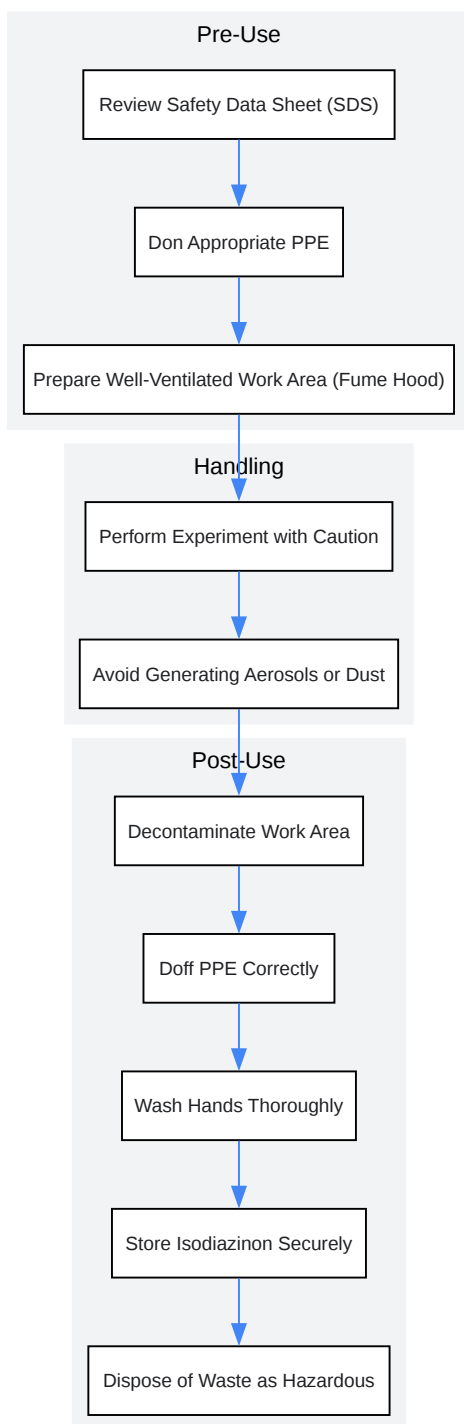 Pre-Use
Review Safety Data Sheet (SDS)
Don Appropriate PPE
Prepare Well-Ventilated Work Area (Fume Hood)
Handling
Perform Experiment with Caution
Avoid Generating Aerosols or Dust
Post-Use
Decontaminate Work Area
Doff PPE Correctly
Wash Hands Thoroughly
Store Isodiazinon Securely
Dispose of Waste as Hazardous